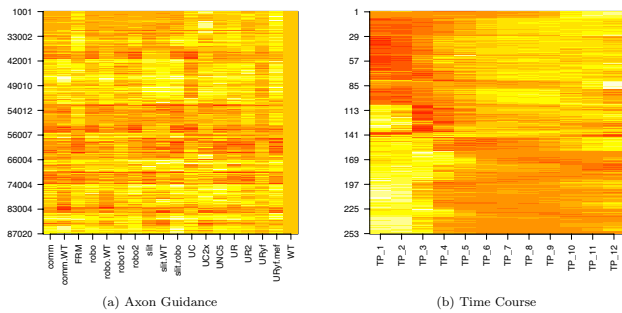 1001
33002
42001
49010
54012
56007
66004
74004
83004
87020
comm
comm.WT
FRM
robo
robo.WT
robo12
robo2
slit
slit.WT
slit.robo
UC
UC2x
UNC5
UR
UR2
URyf
URyf.mef
WT
(a) Axon Guidance
1
29
57
85
113
141
169
197
225
253
TP_1
TP_2
TP_3
TP_4
TP_5
TP_6
TP_7
TP_8
TP_9
TP_10
TP_11
TP_12
(b) Time Course